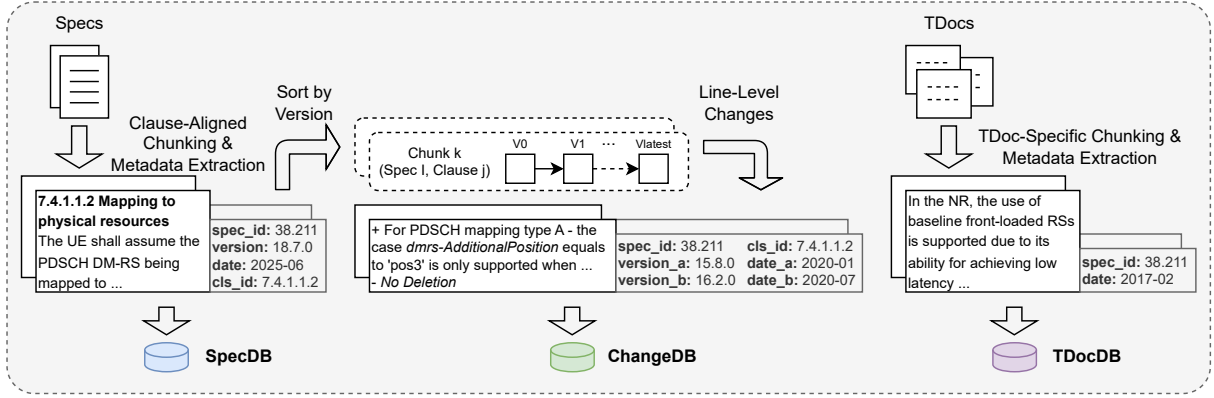 Specs
Clause-Aligned
Chunking &
Metadata Extraction
7.4.1.1.2 Mapping to
physical resources
The UE shall assume the
PDSCH DM-RS being
mapped to ...
spec_id: 38.211
version: 18.7.0
date: 2025-06
cls_id: 7.4.1.1.2
SpecDB
Sort by
Version
Chunk k
(Spec I, Clause j)
V0
V1
...
Vlatest
Line-Level
Changes
+ For PDSCH mapping type A - the
case dmrs-AdditionalPosition equals
to 'pos3' is only supported when ...
- No Deletion
spec_id: 38.211 cls_id: 7.4.1.1.2
version_a: 15.8.0 date_a: 2020-01
version_b: 16.2.0 date_b: 2020-07
ChangeDB
TDocs
TDoc-Specific Chunking &
Metadata Extraction
In the NR, the use of
baseline front-loaded RSs
is supported due to its
ability for achieving low
latency ...
spec_id: 38.211
date: 2017-02
TDocDB